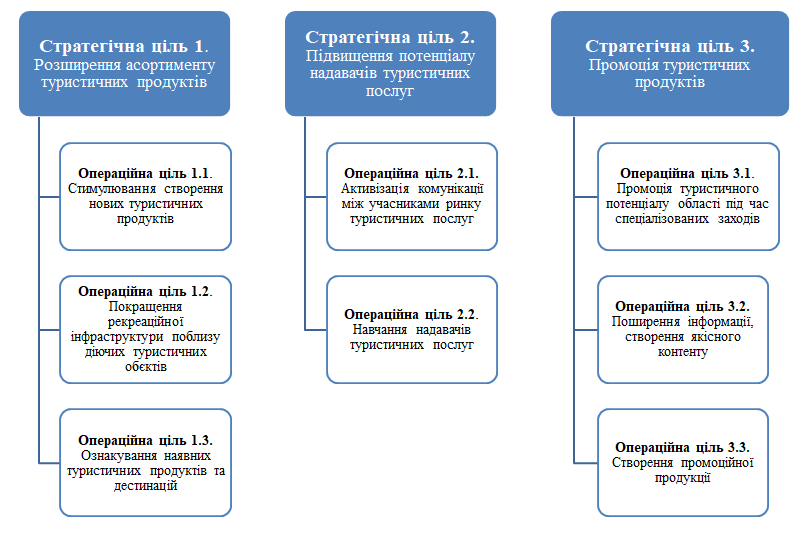 Стратегічна ціль 1.
Розширення асортименту
туристичних продуктів
Операційна ціль 1.1.
Стимулювання створення
нових туристичних
продуктів
Операційна ціль 1.2.
Покращення
рекреаційної
інфраструктури поблизу
діючих туристичних
обєктів
Операційна ціль 1.3.
Ознакування наявних
туристичних продуктів та
дестинацій
Стратегічна ціль 2.
Підвищення потенціалу
надавачів туристичних
послуг
Операційна ціль 2.1.
Активізація комунікації
між учасниками ринку
туристичних послуг
Операційна ціль 2.2.
Навчання надавачів
туристичних послуг
Стратегічна ціль 3.
Промоція туристичних
продуктів
Операційна ціль 3.1.
Промоція туристичного
потенціалу області під час
спеціалізованих заходів
Операційна ціль 3.2.
Поширення інформації,
створення якісного
контенту
Операційна ціль 3.3.
Створення промоційної
продукції